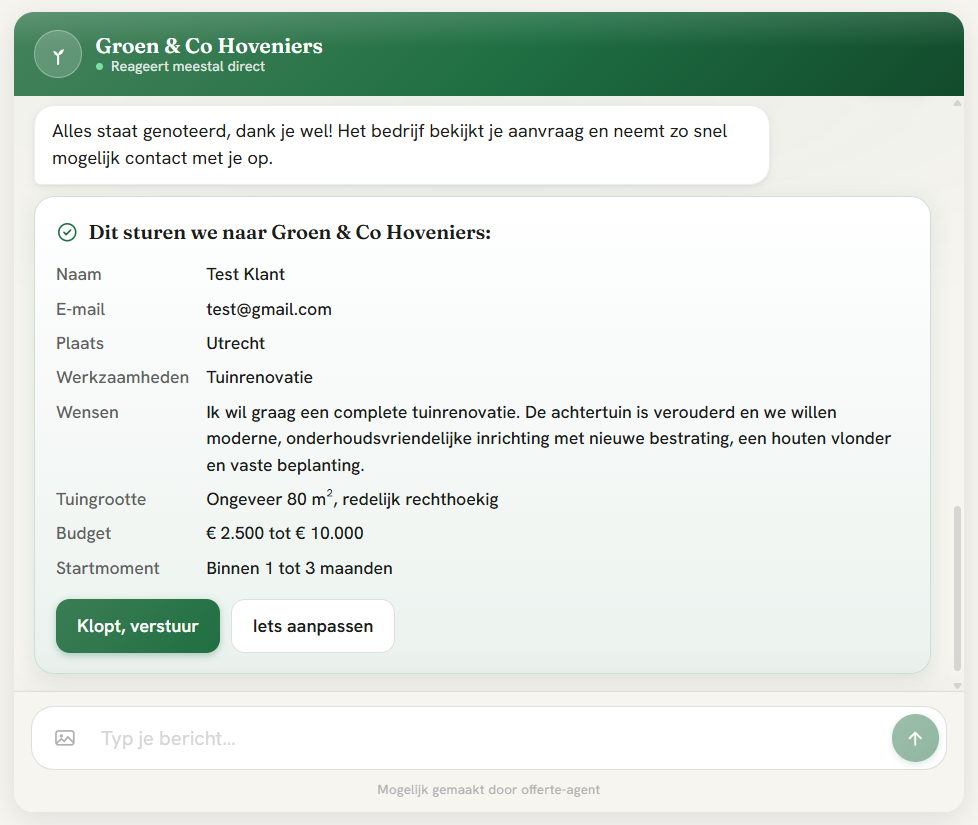 Groen & Co Hoveniers
Reageert meestal direct
Alles staat genoteerd, dank je wel! Het bedrijf bekijkt je aanvraag en neemt zo snel
mogelijk contact met je op.
Dit sturen we naar Groen & Co Hoveniers:
Naam Test Klant
E-mail test@gmail.com
Plaats Utrecht
Werkzaamheden Tuinrenovatie
Wensen Ik wil graag een complete tuinrenovatie. De achtertuin is verouderd en we willen
moderne, onderhoudsvriendelijke inrichting met nieuwe bestrating, een houten vlonder
en vaste beplanting.
Tuingrootte Ongeveer 80 m², redelijk rechthoekig
Budget € 2.500 tot € 10.000
Startmoment Binnen 1 tot 3 maanden
Klopt, verstuur Iets aanpassen
Typ je bericht...
Mogelijk gemaakt door offerte-agent